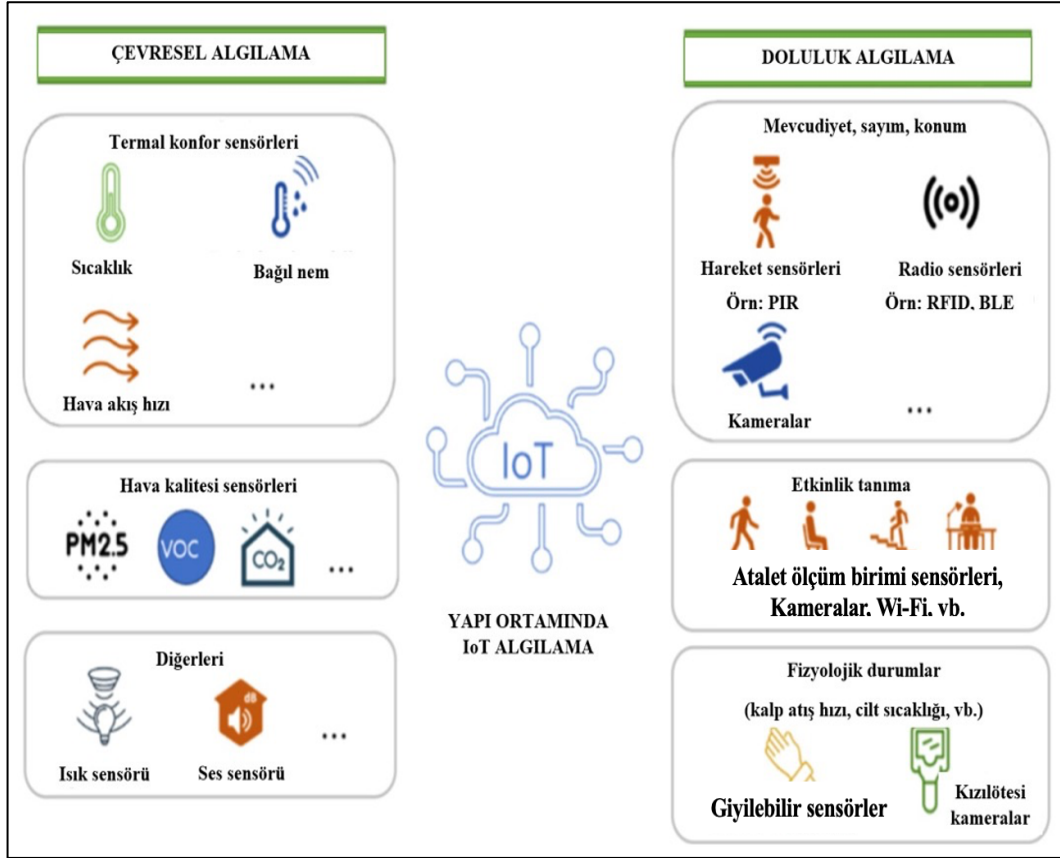 ÇEVRESEL ALGILAMA
Termal konfor sensörleri
Sıcaklık
Bağıl nem
Hava akış hızı
...
Hava kalitesi sensörleri
PM2.5
VOC
CO₂
...
Diğerleri
dB
Isık sensörü
Ses sensörü
...
IoT
YAPI ORTAMINDA
IoT ALGILAMA
DOLULUK ALGILAMA
Mevcudiyet, sayım, konum
Hareket sensörleri
Örn: PIR
Radio sensörleri
Örn: RFID, BLE
Kameralar
...
Etkinlik tanıma
Atalet ölçüm birimi sensörleri,
Kameralar. Wi-Fi. vb.
Fizyolojik durumlar
(kalp atış hızı, cilt sıcaklığı, vb.)
Giyilebilir sensörler
Kızılötesi
kameralar